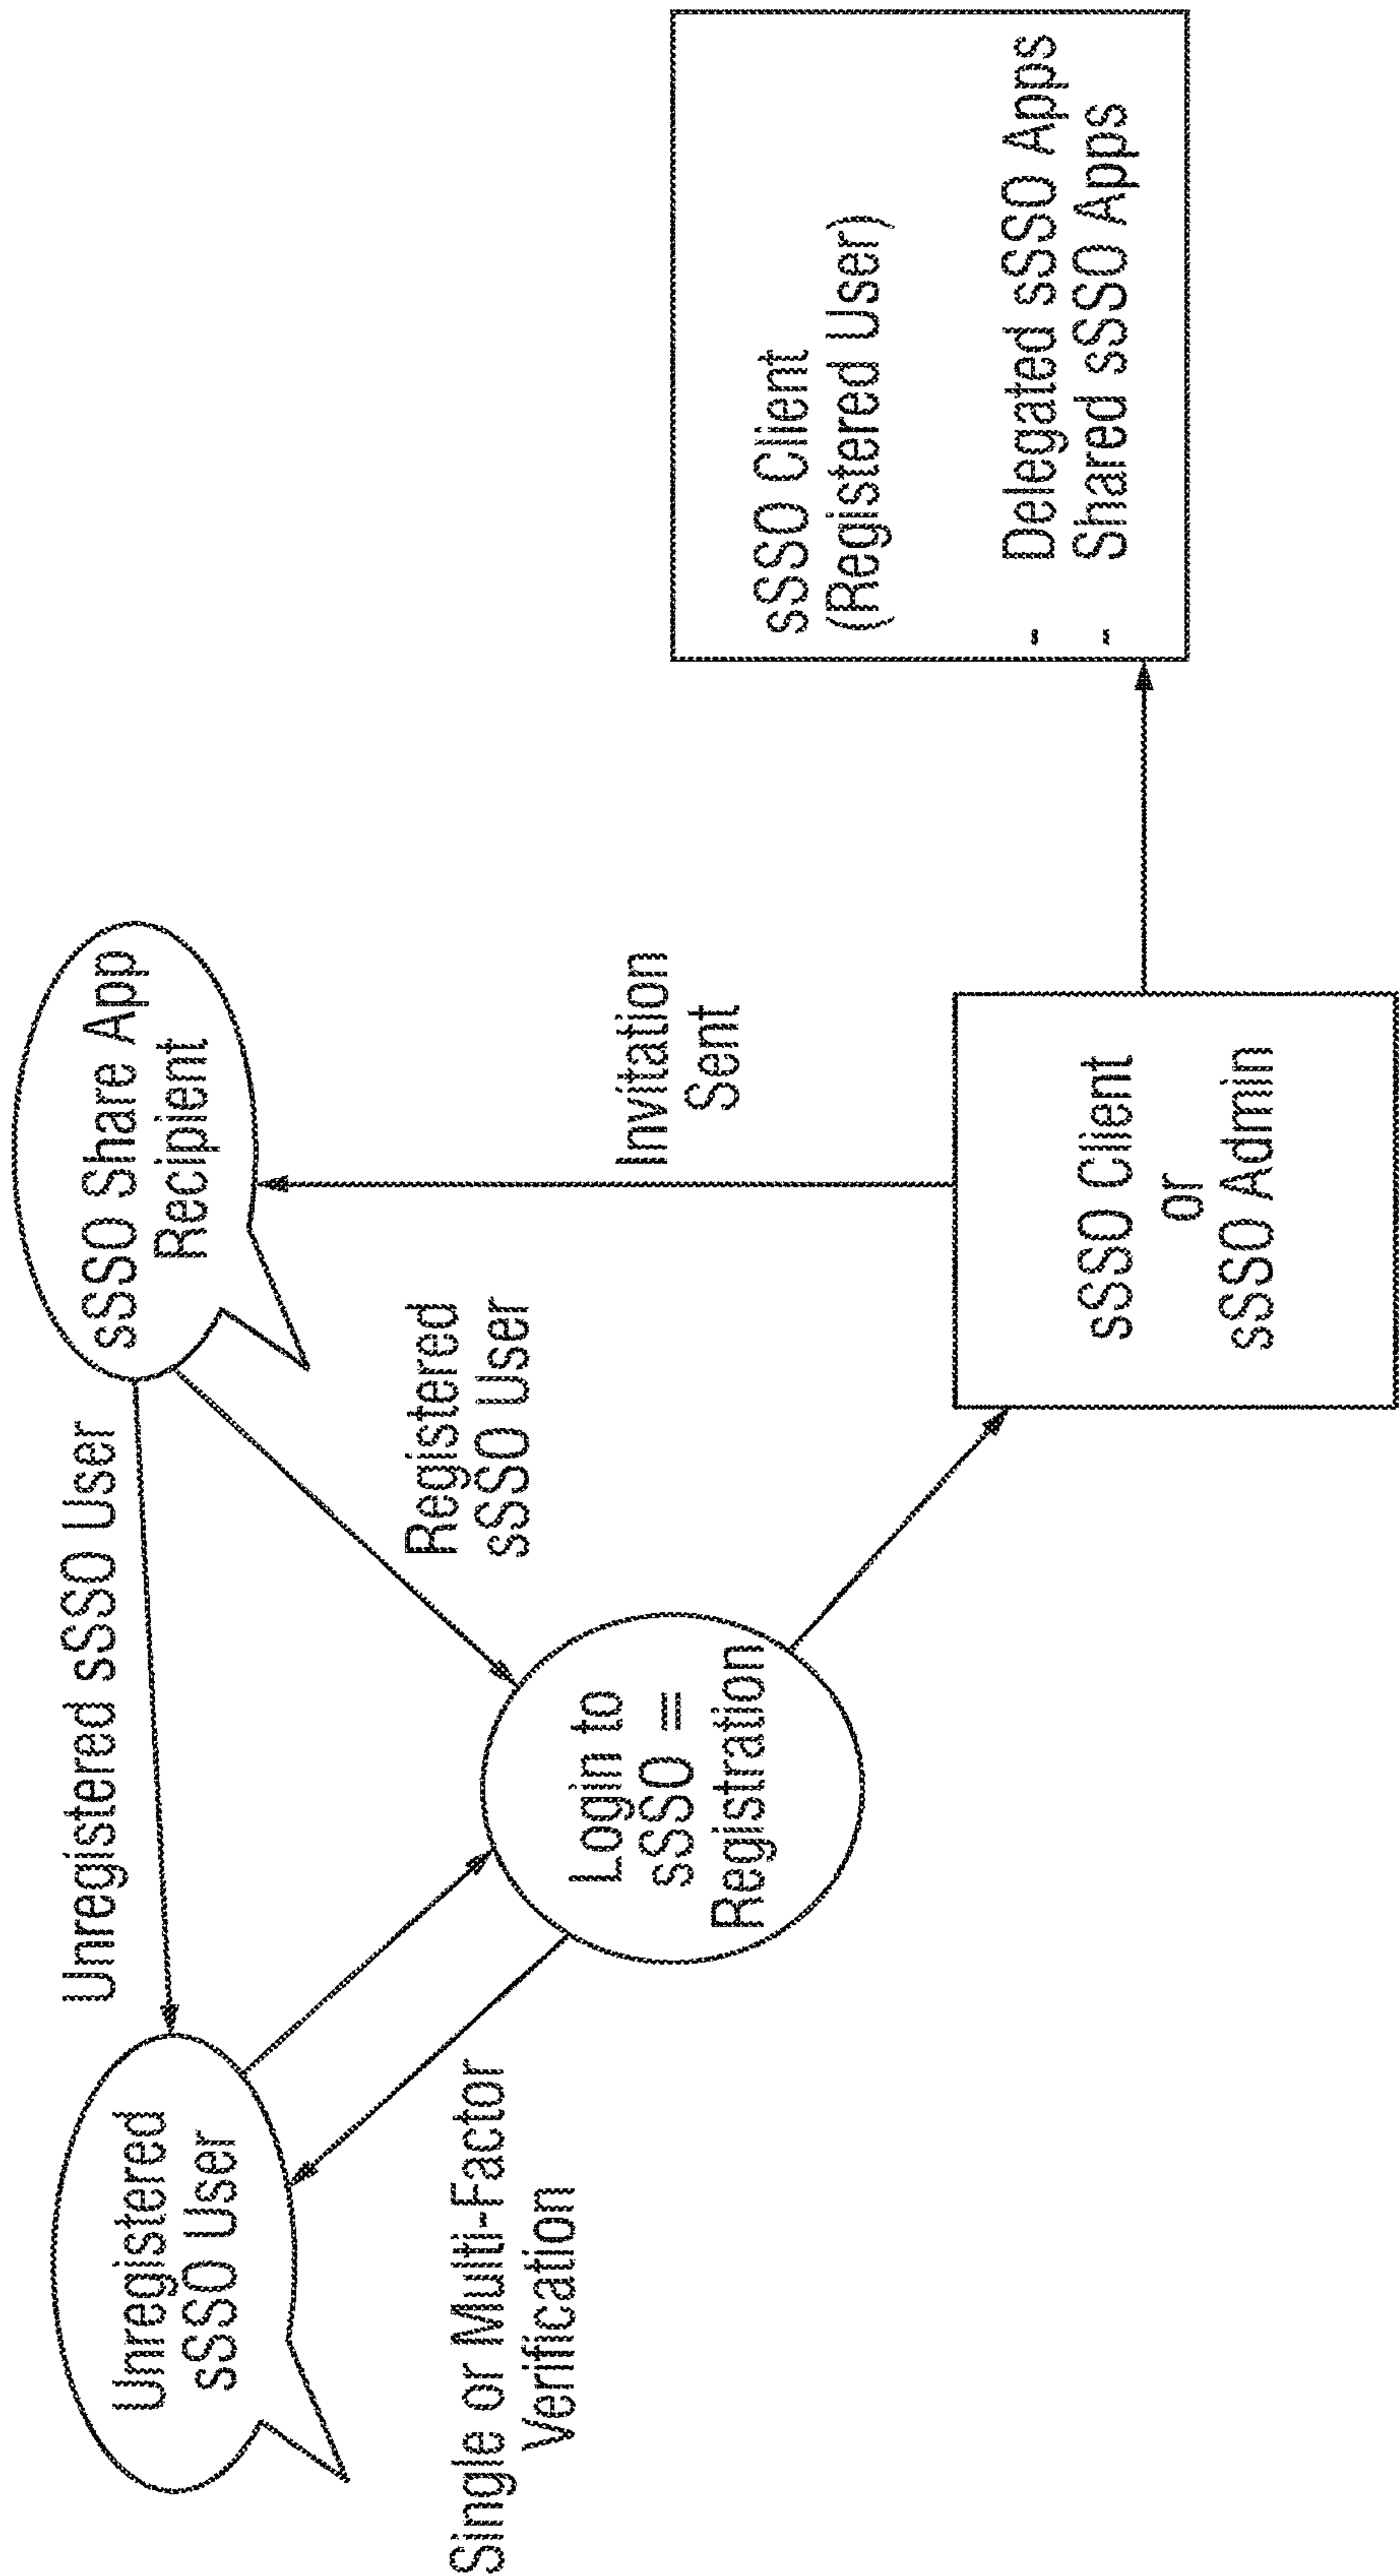 Unregistered
sSSO User
Unregistered sSSO User
sSSO Share App
Recipient
Single or Multi-Factor
Verification
Login to
sSSO =
Registration
Registered
sSSO User
Invitation
Sent
sSSO Client
or
sSSO Admin
sSSO Client
(Registered User)
- Delegated sSSO Apps
- Shared sSSO Apps